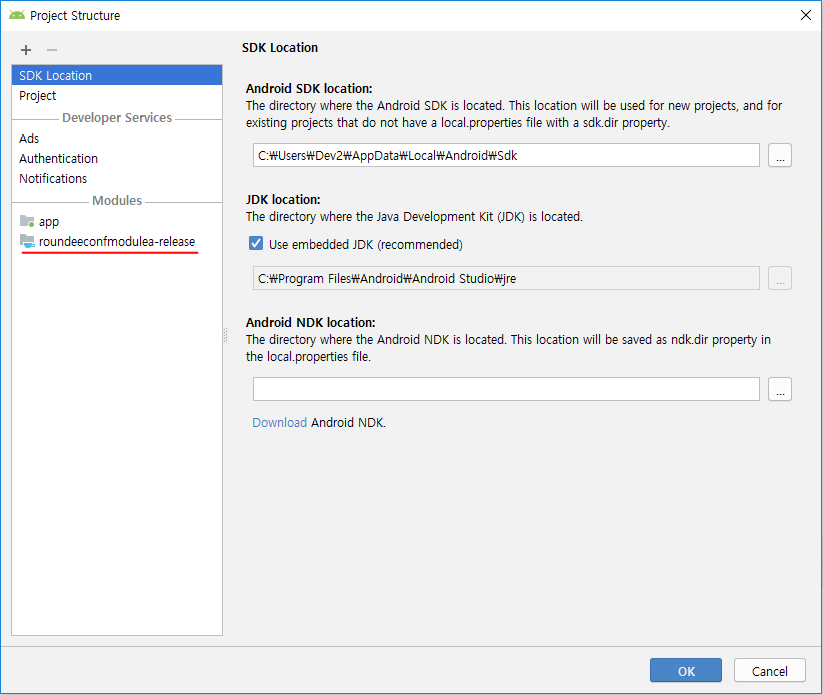 Project Structure
SDK Location
Project
Developer Services
Ads
Authentication
Notifications
Modules
app
roundeeconfmodulea-release
SDK Location
Android SDK location:
The directory where the Android SDK is located. This location will be used for new projects, and for
existing projects that do not have a local.properties file with a sdk.dir property.
C:₩Users₩Dev2₩AppData₩Local₩Android₩Sdk
...
JDK location:
The directory where the Java Development Kit (JDK) is located.
Use embedded JDK (recommended)
C:₩Program Files₩Android₩Android Studio₩jre
...
Android NDK location:
The directory where the Android NDK is located. This location will be saved as ndk.dir property in
the local.properties file.
...
Download Android NDK.
OK
Cancel